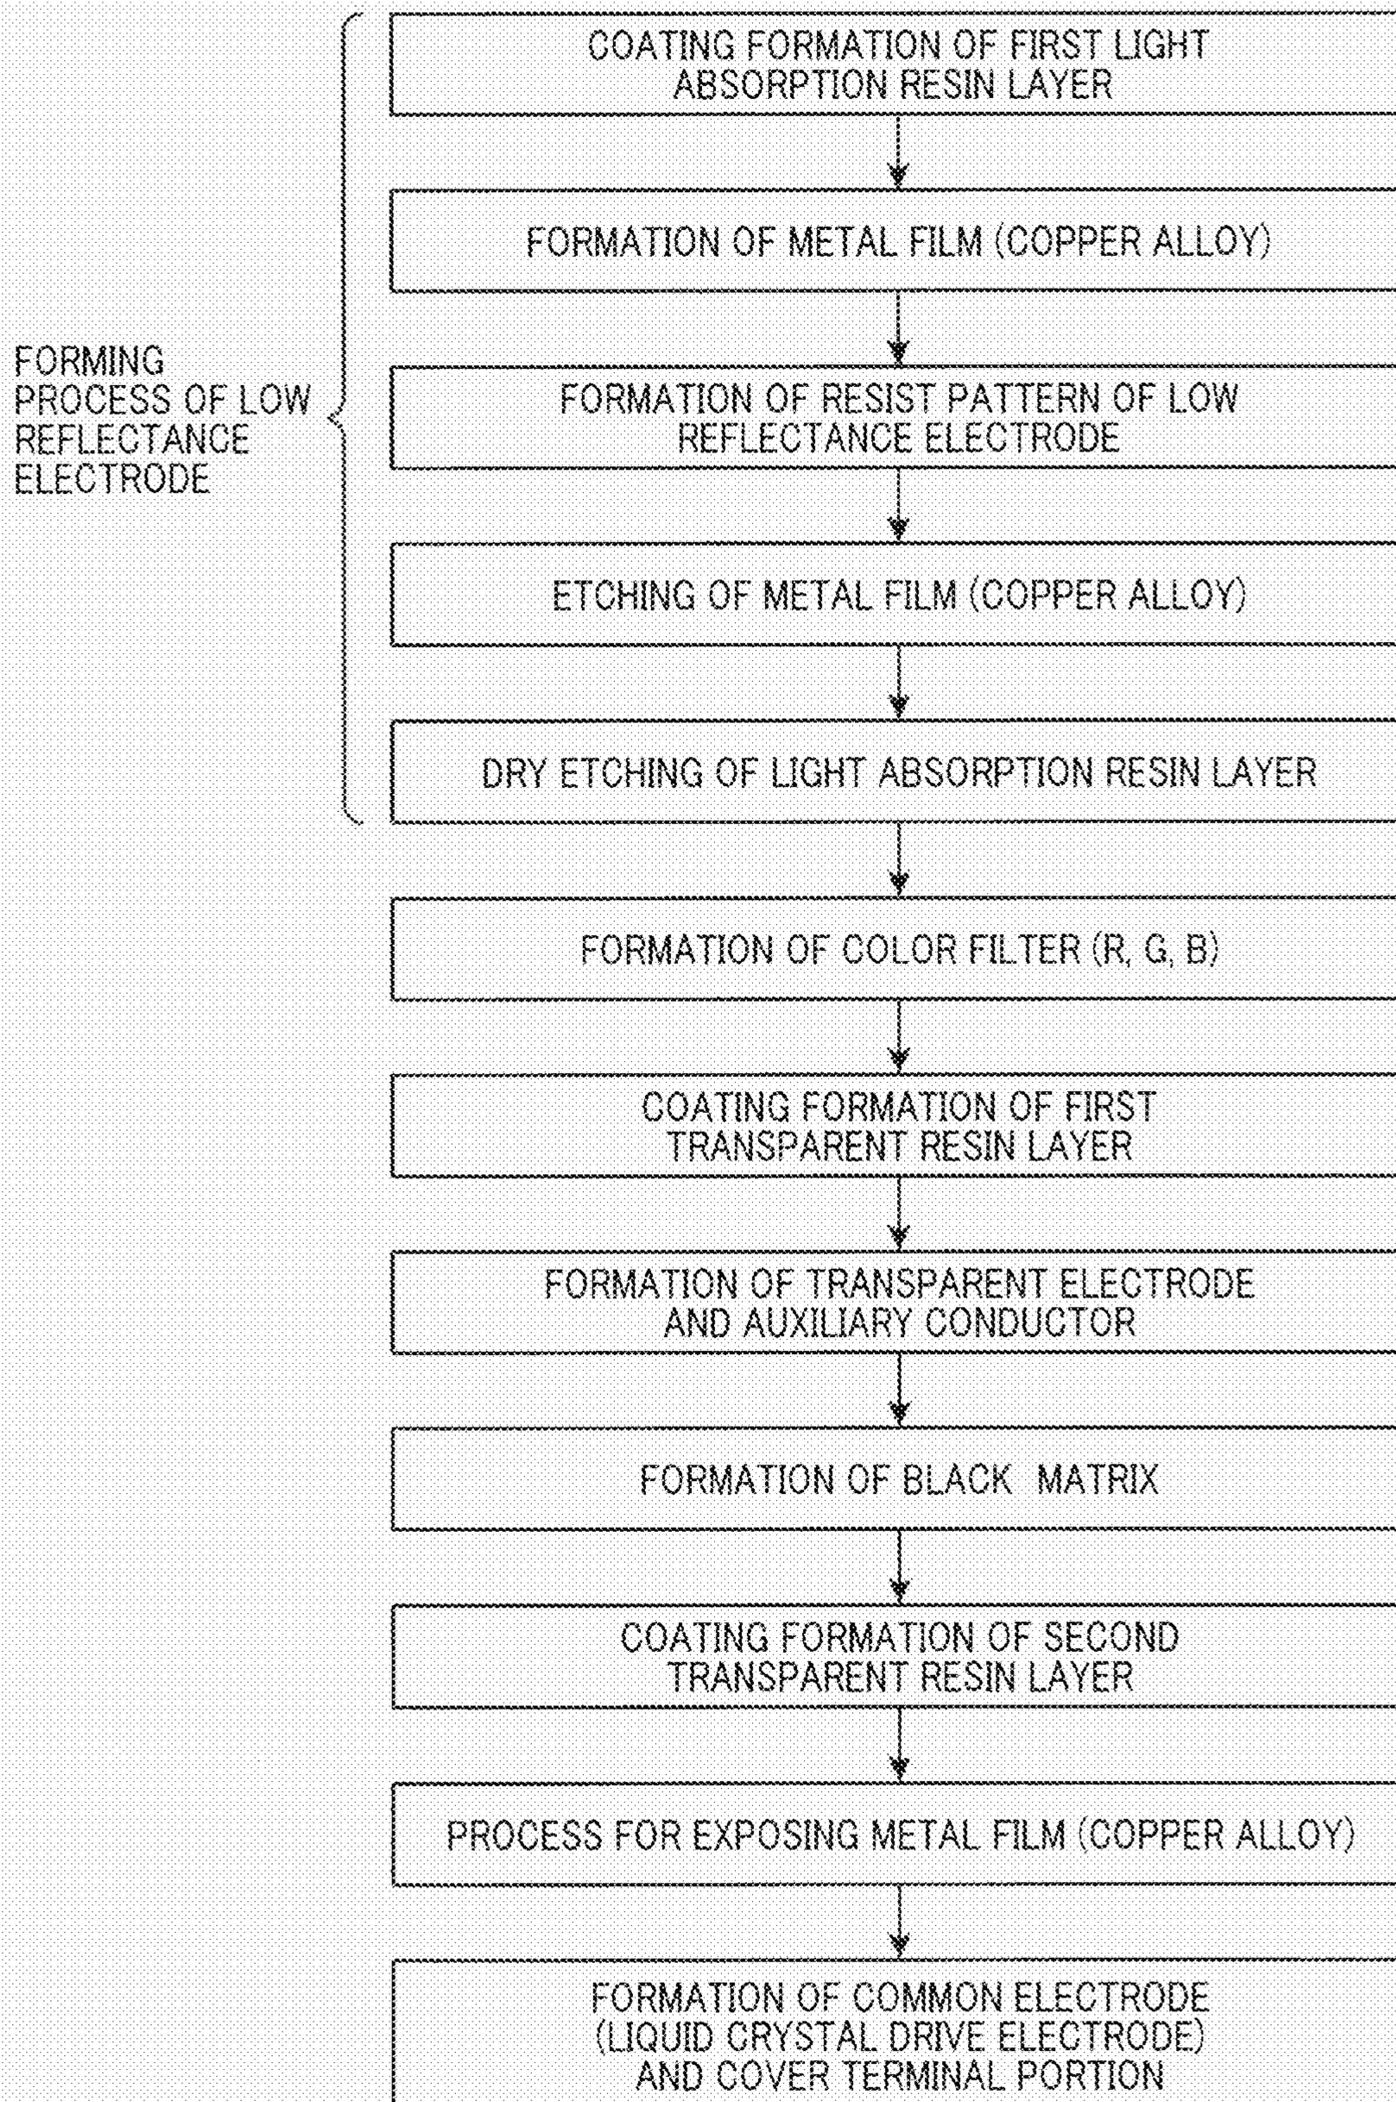 COATING FORMATION OF FIRST LIGHT
ABSORPTION RESIN LAYER
FORMATION OF METAL FILM (COPPER ALLOY)
FORMING
PROCESS OF LOW
REFLECTANCE
ELECTRODE
FORMATION OF RESIST PATTERN OF LOW
REFLECTANCE ELECTRODE
ETCHING OF METAL FILM (COPPER ALLOY)
DRY ETCHING OF LIGHT ABSORPTION RESIN LAYER
FORMATION OF COLOR FILTER (R, G, B)
COATING FORMATION OF FIRST
TRANSPARENT RESIN LAYER
FORMATION OF TRANSPARENT ELECTRODE
AND AUXILIARY CONDUCTOR
FORMATION OF BLACK MATRIX
COATING FORMATION OF SECOND
TRANSPARENT RESIN LAYER
PROCESS FOR EXPOSING METAL FILM (COPPER ALLOY)
FORMATION OF COMMON ELECTRODE
(LIQUID CRYSTAL DRIVE ELECTRODE)
AND COVER TERMINAL PORTION